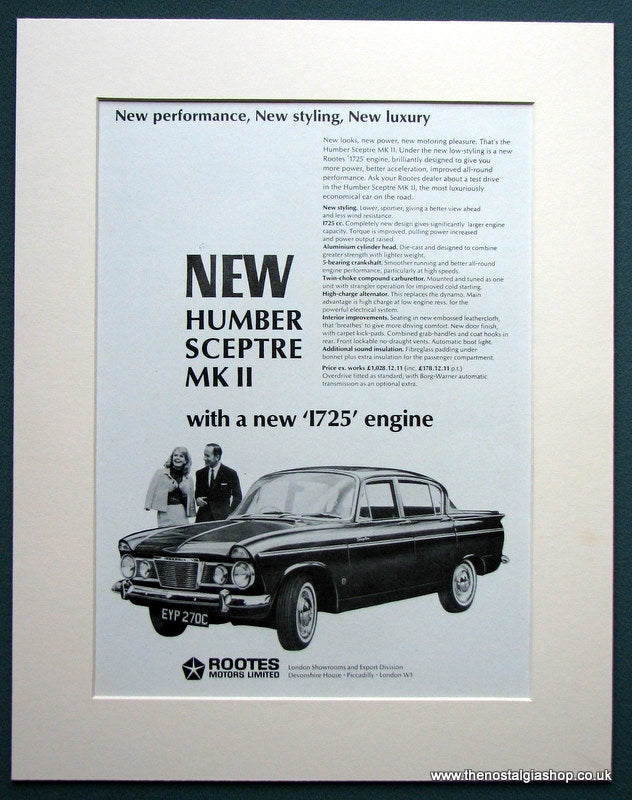 New performance, New styling, New luxury
New looks, new power, new motoring pleasure. That's the
Humber Sceptre MK II. Under the new low-styling is a new
Rootes '1725' engine, brilliantly designed to give you
more power, better acceleration, improved all-round
performance. Ask your Rootes dealer about a test drive
in the Humber Sceptre MK II, the most luxuriously
economical car on the road.
New styling. Lower, sportier, giving a better view ahead
and less wind resistance.
1725 cc. Completely new design gives significantly larger engine
capacity. Torque is improved, pulling power increased
and power output raised.
Aluminium cylinder head. Die-cast and designed to combine
greater strength with lighter weight.
5-bearing crankshaft. Smoother running and better all-round
engine performance, particularly at high speeds.
Twin-choke compound carburettor. Mounted and tuned as one
unit with strangler operation for improved cold starting.
High-charge alternator. This replaces the dynamo. Main
advantage is high charge at low engine revs. for the
powerful electrical system.
Interior improvements. Seating in new embossed leathercloth,
that 'breathes' to give more driving comfort. New door finish,
with carpet kick-pads. Combined grab-handles and coat hooks in
rear. Front lockable no-draught vents. Automatic boot light.
Additional sound insulation. Fibreglass padding under
bonnet plus extra insulation for the passenger compartment.
Price ex. works £1,028.12.11 (inc. £178.12.11 p.t.)
Overdrive fitted as standard, with Borg-Warner automatic
transmission as an optional extra.
NEW
HUMBER
SCEPTRE
MK II
with a new '1725' engine
EYP 270C
ROOTES
MOTORS LIMITED
London Showrooms and Export Division
Devonshire House · Piccadilly · London W1
www.thenostalgiashop.co.uk